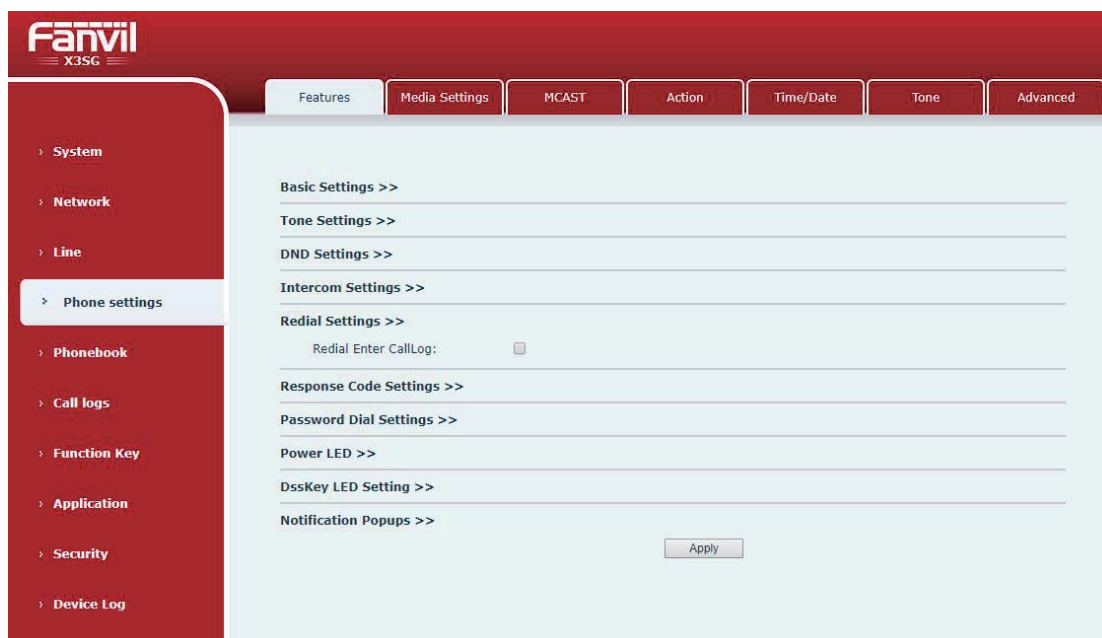 Fanvil
X3SG
Features Media Settings MCAST Action Time/Date Tone Advanced
› System
› Network
› Line
› Phone settings
› Phonebook
› Call logs
› Function Key
› Application
› Security
› Device Log
Basic Settings >>
Tone Settings >>
DND Settings >>
Intercom Settings >>
Redial Settings >>
Redial Enter CallLog:
Response Code Settings >>
Password Dial Settings >>
Power LED >>
DssKey LED Setting >>
Notification Popups >>
Apply